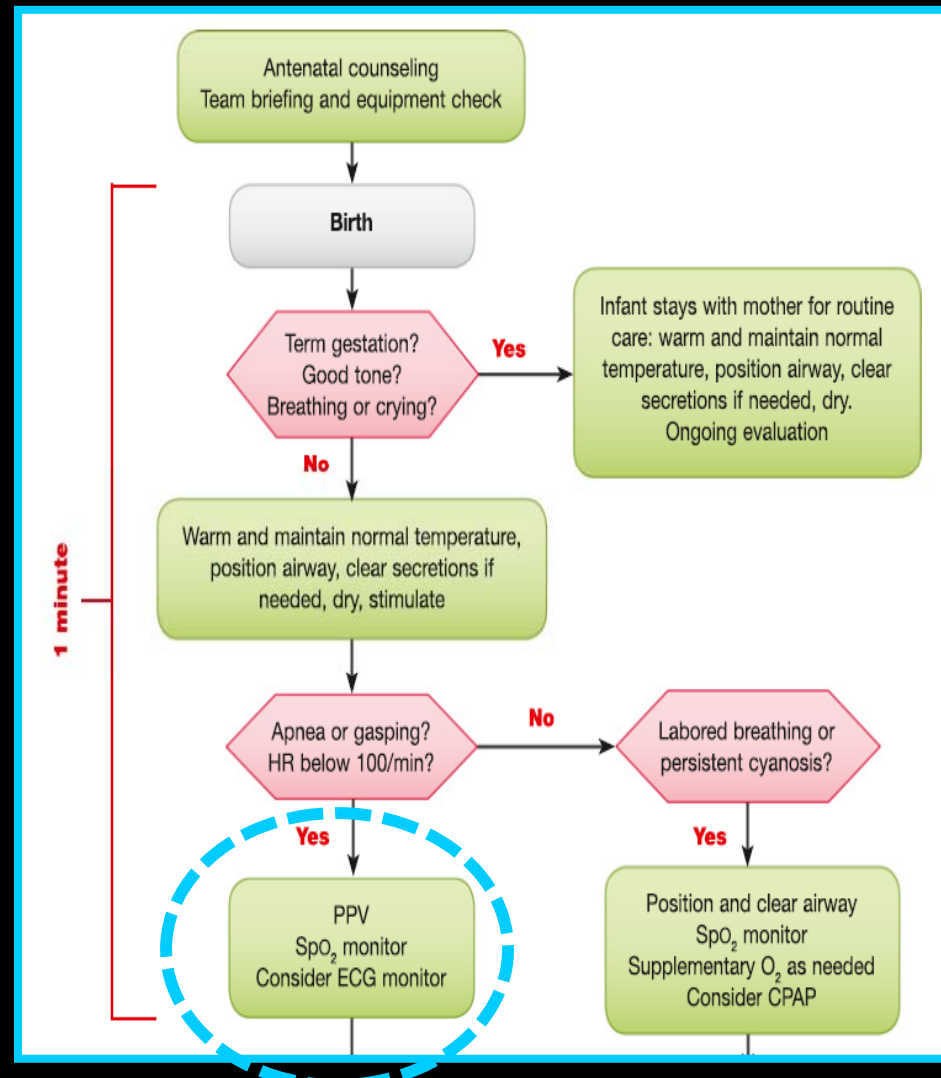 Antenatal counseling
Team briefing and equipment check
Birth
Term gestation?
Good tone?
Breathing or crying?
Yes
Infant stays with mother for routine
care: warm and maintain normal
temperature, position airway, clear
secretions if needed, dry.
Ongoing evaluation
No
Warm and maintain normal temperature,
position airway, clear secretions if
needed, dry, stimulate
1 minute
Apnea or gasping?
HR below 100/min?
No
Labored breathing or
persistent cyanosis?
Yes
Yes
PPV
SpO₂ monitor
Consider ECG monitor
Position and clear airway
SpO₂ monitor
Supplementary O₂ as needed
Consider CPAP